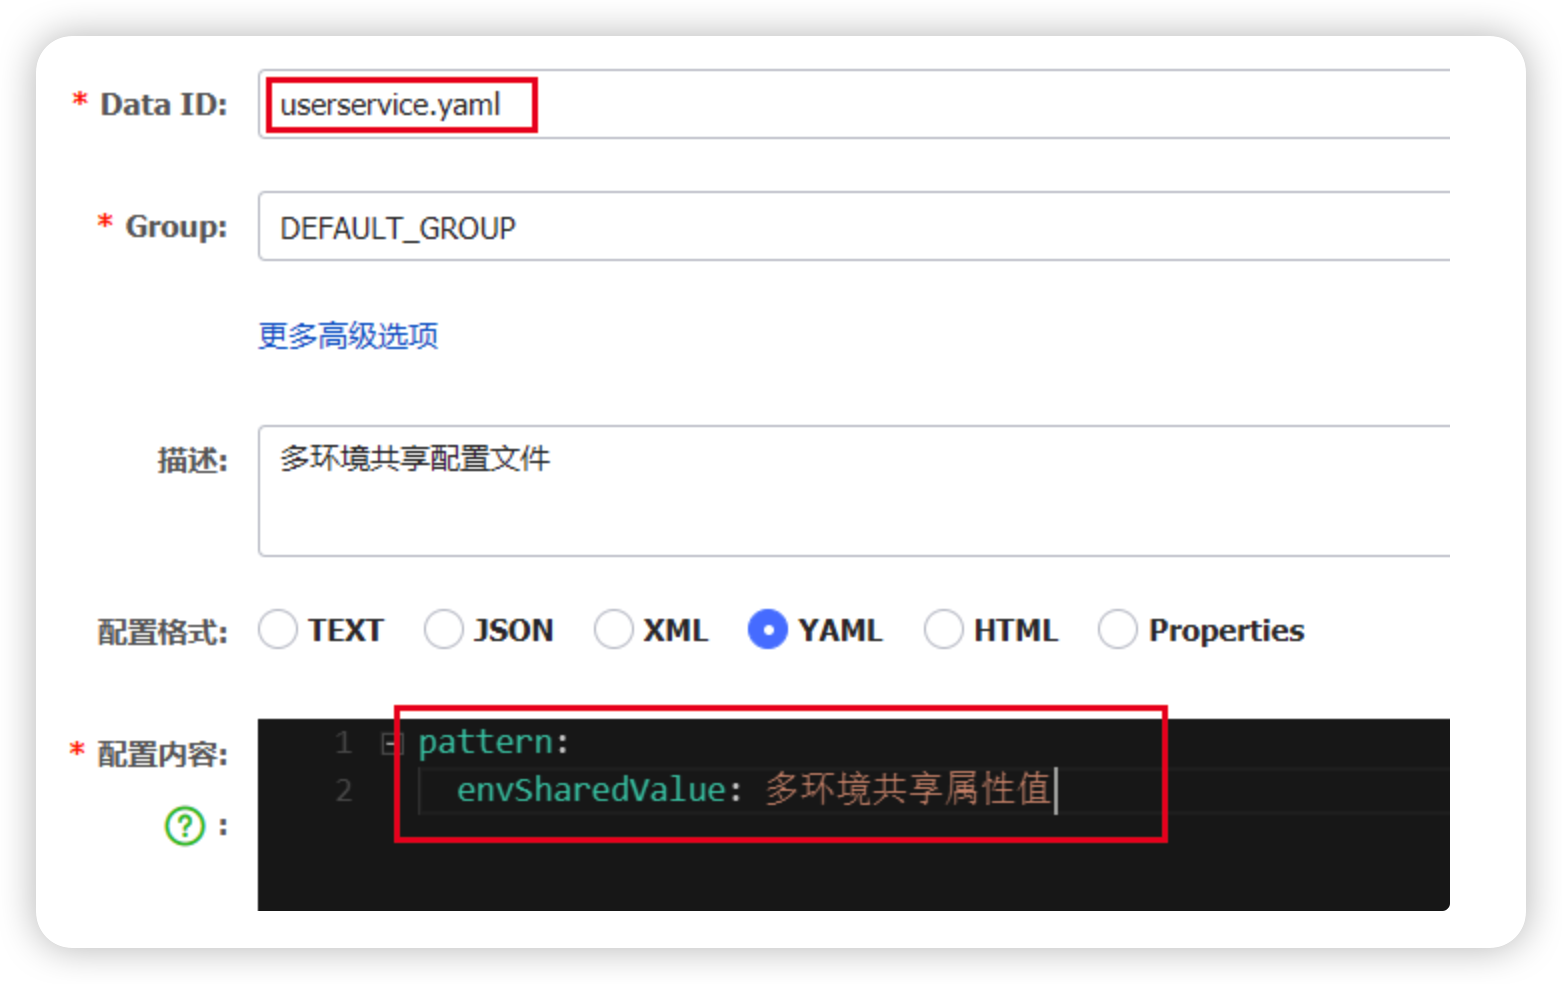 * Data ID: userservice.yaml
* Group: DEFAULT_GROUP
更多高级选项
描述: 多环境共享配置文件
配置格式: TEXT JSON XML YAML HTML Properties
* 配置内容: 1 pattern:
2 envSharedValue: 多环境共享属性值
? :